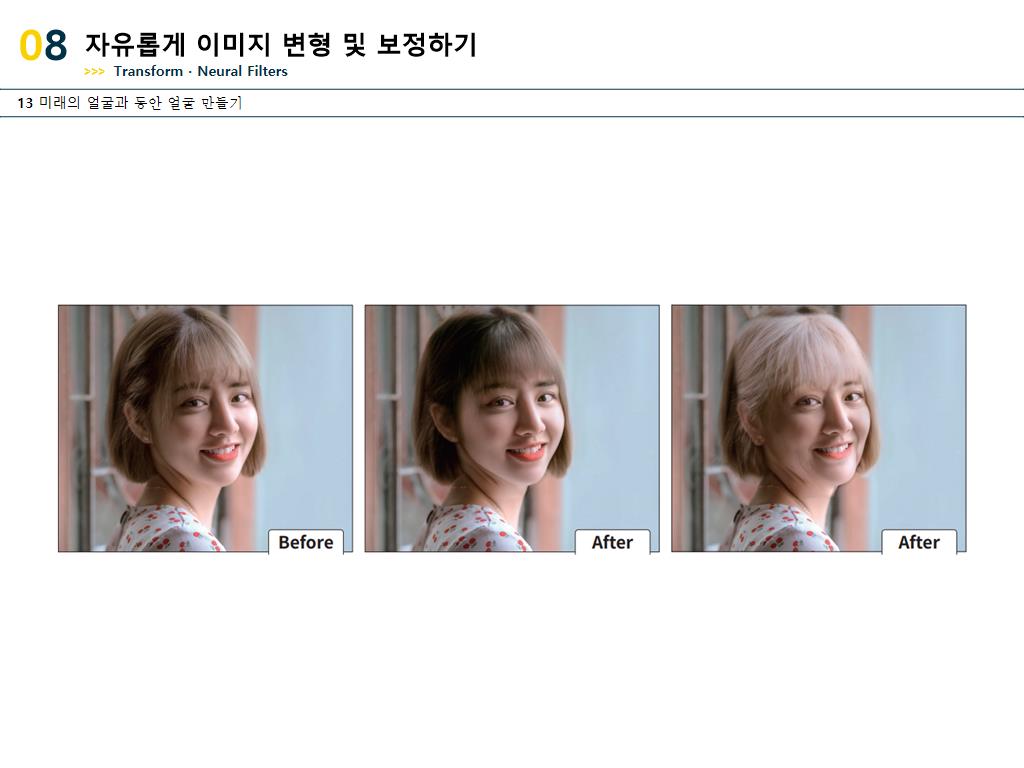 08 자유롭게 이미지 변형 및 보정하기
>>> Transform · Neural Filters
13 미래의 얼굴과 동안 얼굴 만들기
Before
After
After